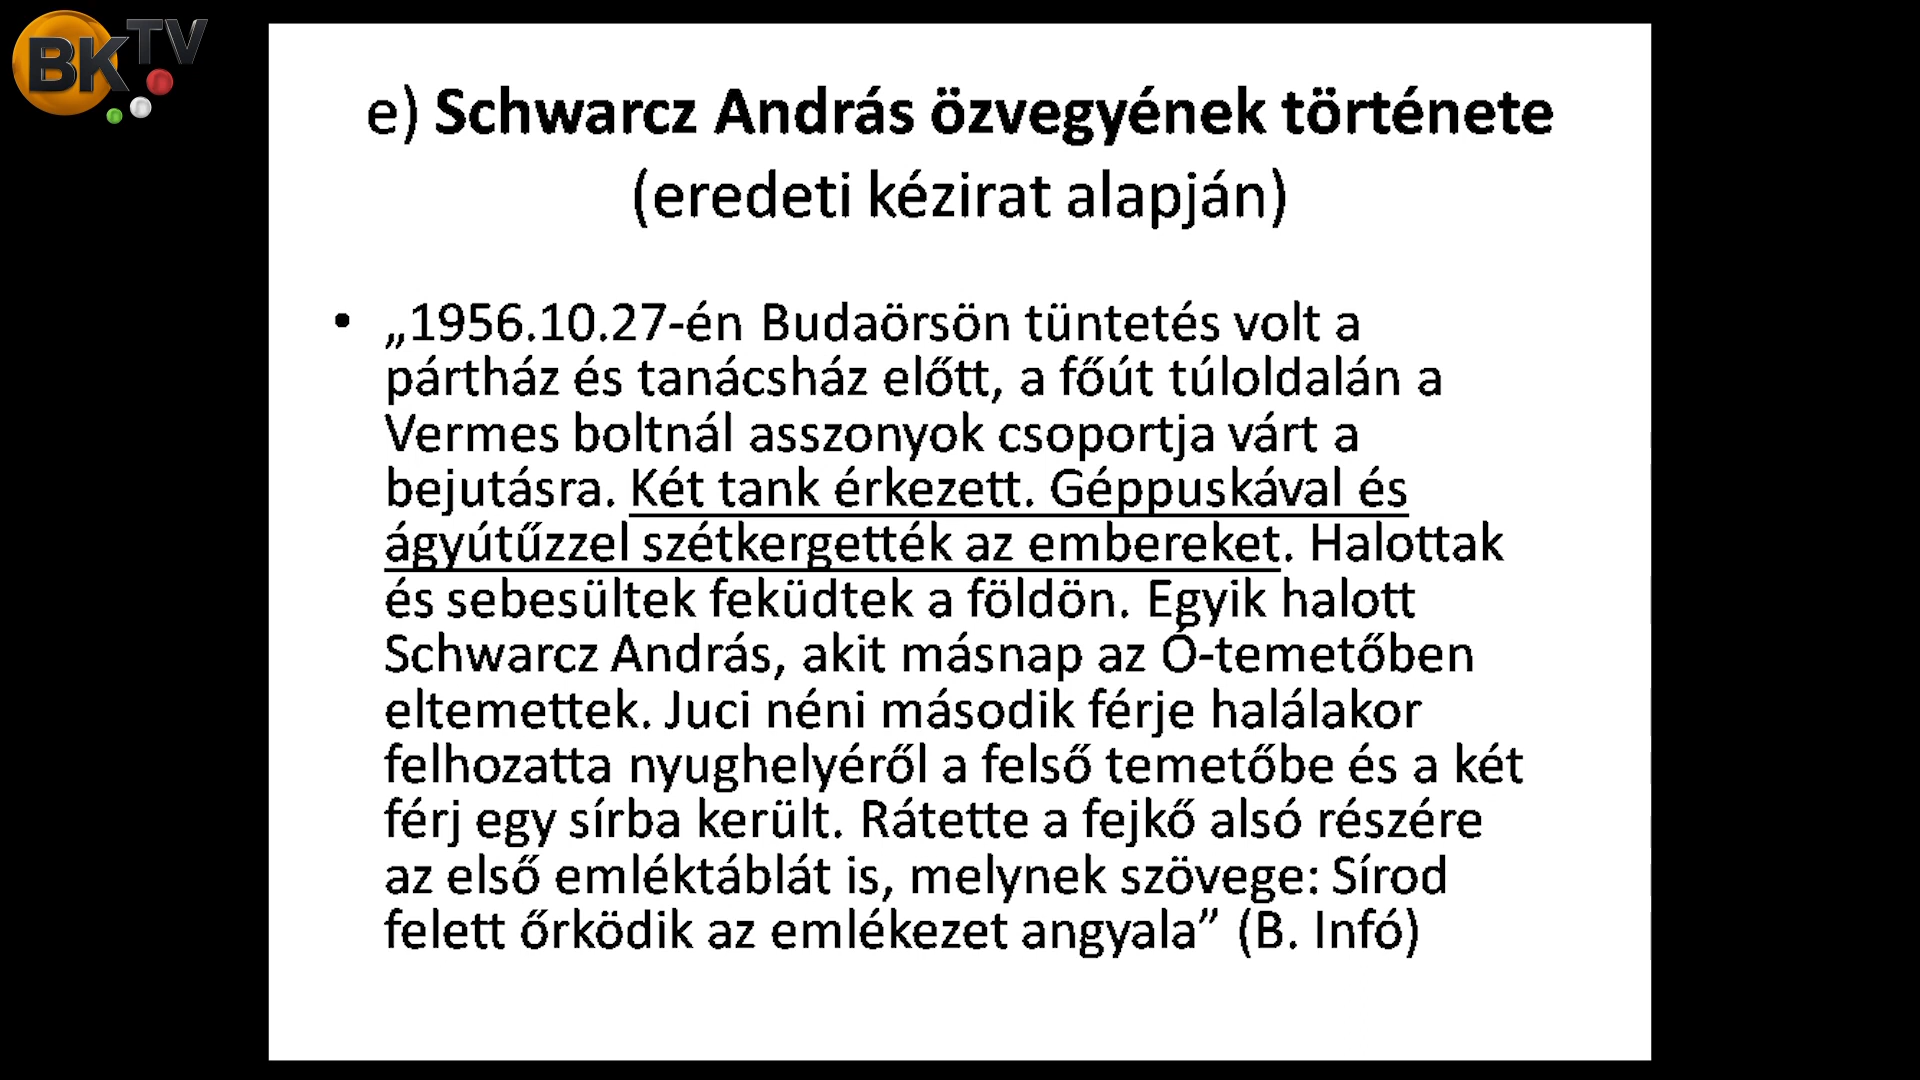 BKTV
e) Schwarcz András özvegyének története
(eredeti kézirat alapján)
• „1956.10.27-én Budaörsön tüntetés volt a
pártház és tanácsház előtt, a főút túloldalán a
Vermes boltnál asszonyok csoportja várt a
bejutásra. Két tank érkezett. Géppuskával és
ágyútűzzel szétkergették az embereket. Halottak
és sebesültek feküdtek a földön. Egyik halott
Schwarcz András, akit másnap az Ó-temetőben
eltemettek. Juci néni második férje halálakor
felhozatta nyughelyéről a felső temetőbe és a két
férj egy sírba került. Rátette a fejkő alsó részére
az első emléktáblát is, melynek szövege: Sírod
felett őrködik az emlékezet angyala” (B. Infó)